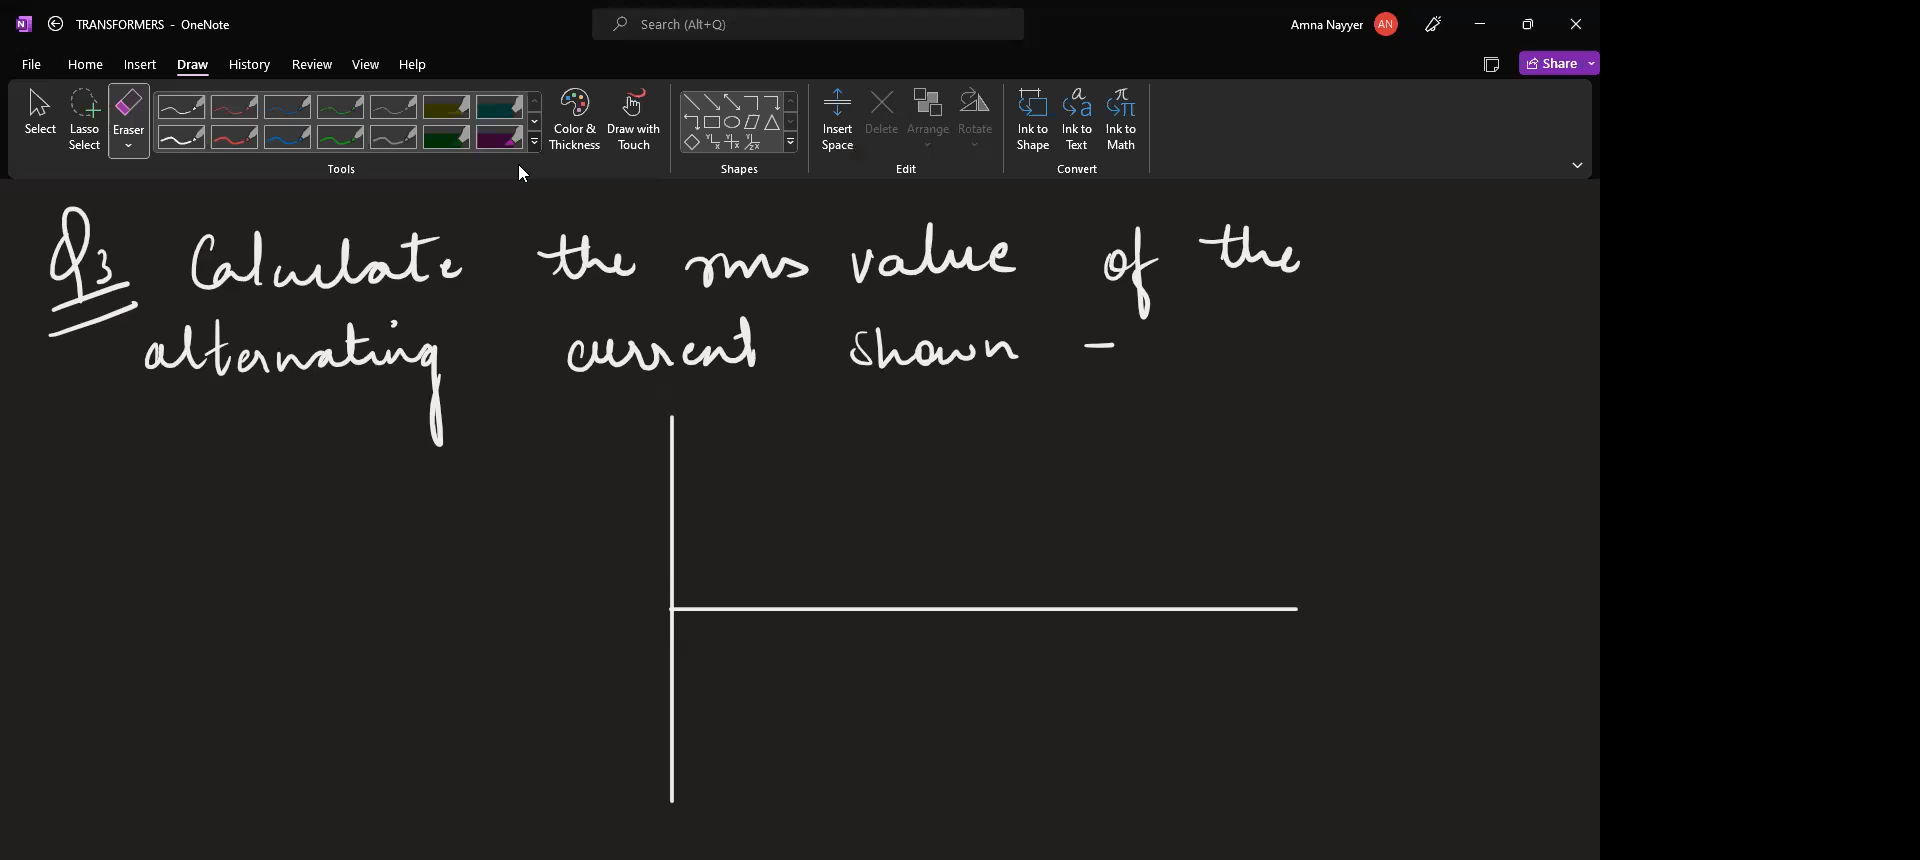 TRANSFORMERS - OneNote
Search (Alt+Q)
Amna Nayyer AN
File Home Insert Draw History Review View Help
Share
Select
Lasso Select
Eraser
Color & Thickness
Draw with Touch
Insert Space
Delete
Arrange
Rotate
Ink to Shape
Ink to Text
Ink to Math
Tools
Shapes
Edit
Convert
Q3 Calculate the rms value of the
alternating current shown -